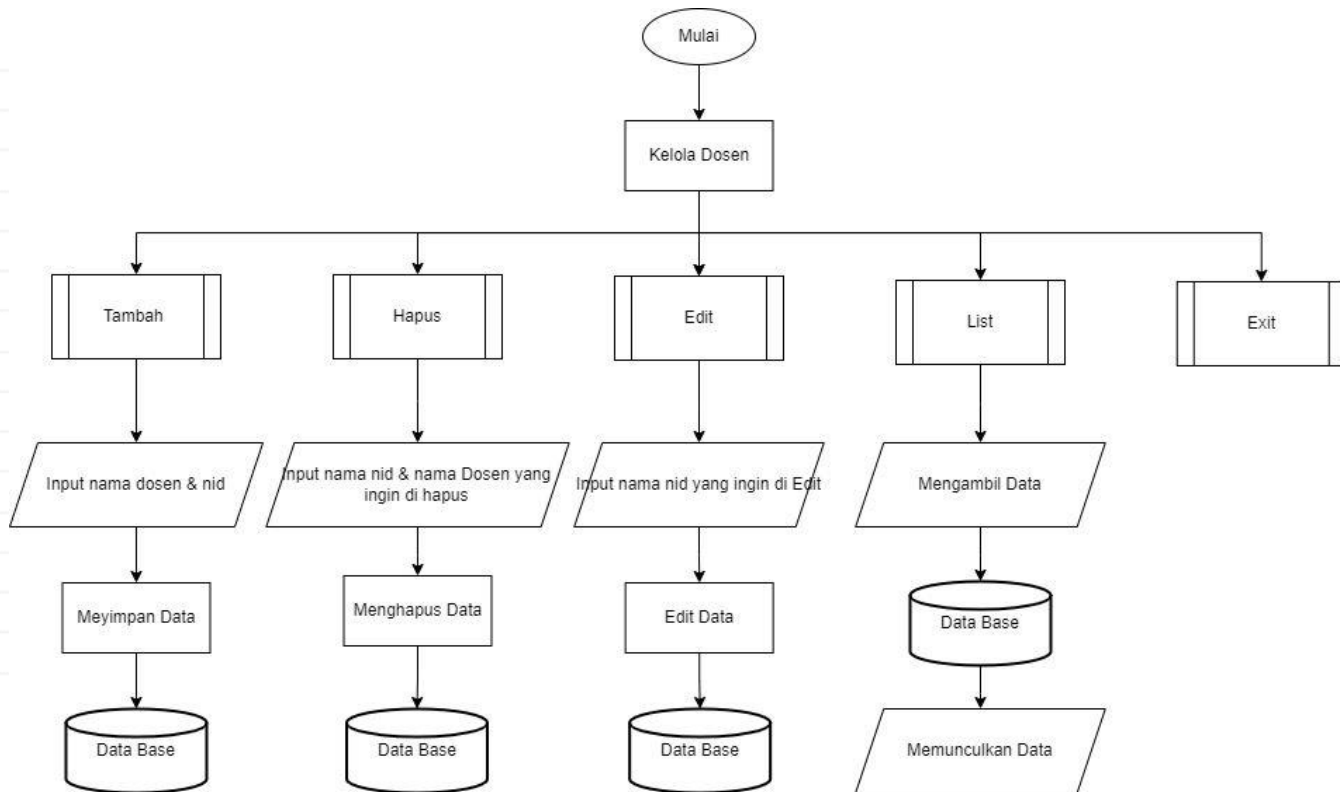 Mulai
Kelola Dosen
Tambah
Hapus
Edit
List
Exit
Input nama dosen & nid
Input nama nid & nama Dosen yang
ingin di hapus
Input nama nid yang ingin di Edit
Mengambil Data
Meyimpan Data
Menghapus Data
Edit Data
Data Base
Data Base
Data Base
Data Base
Memunculkan Data